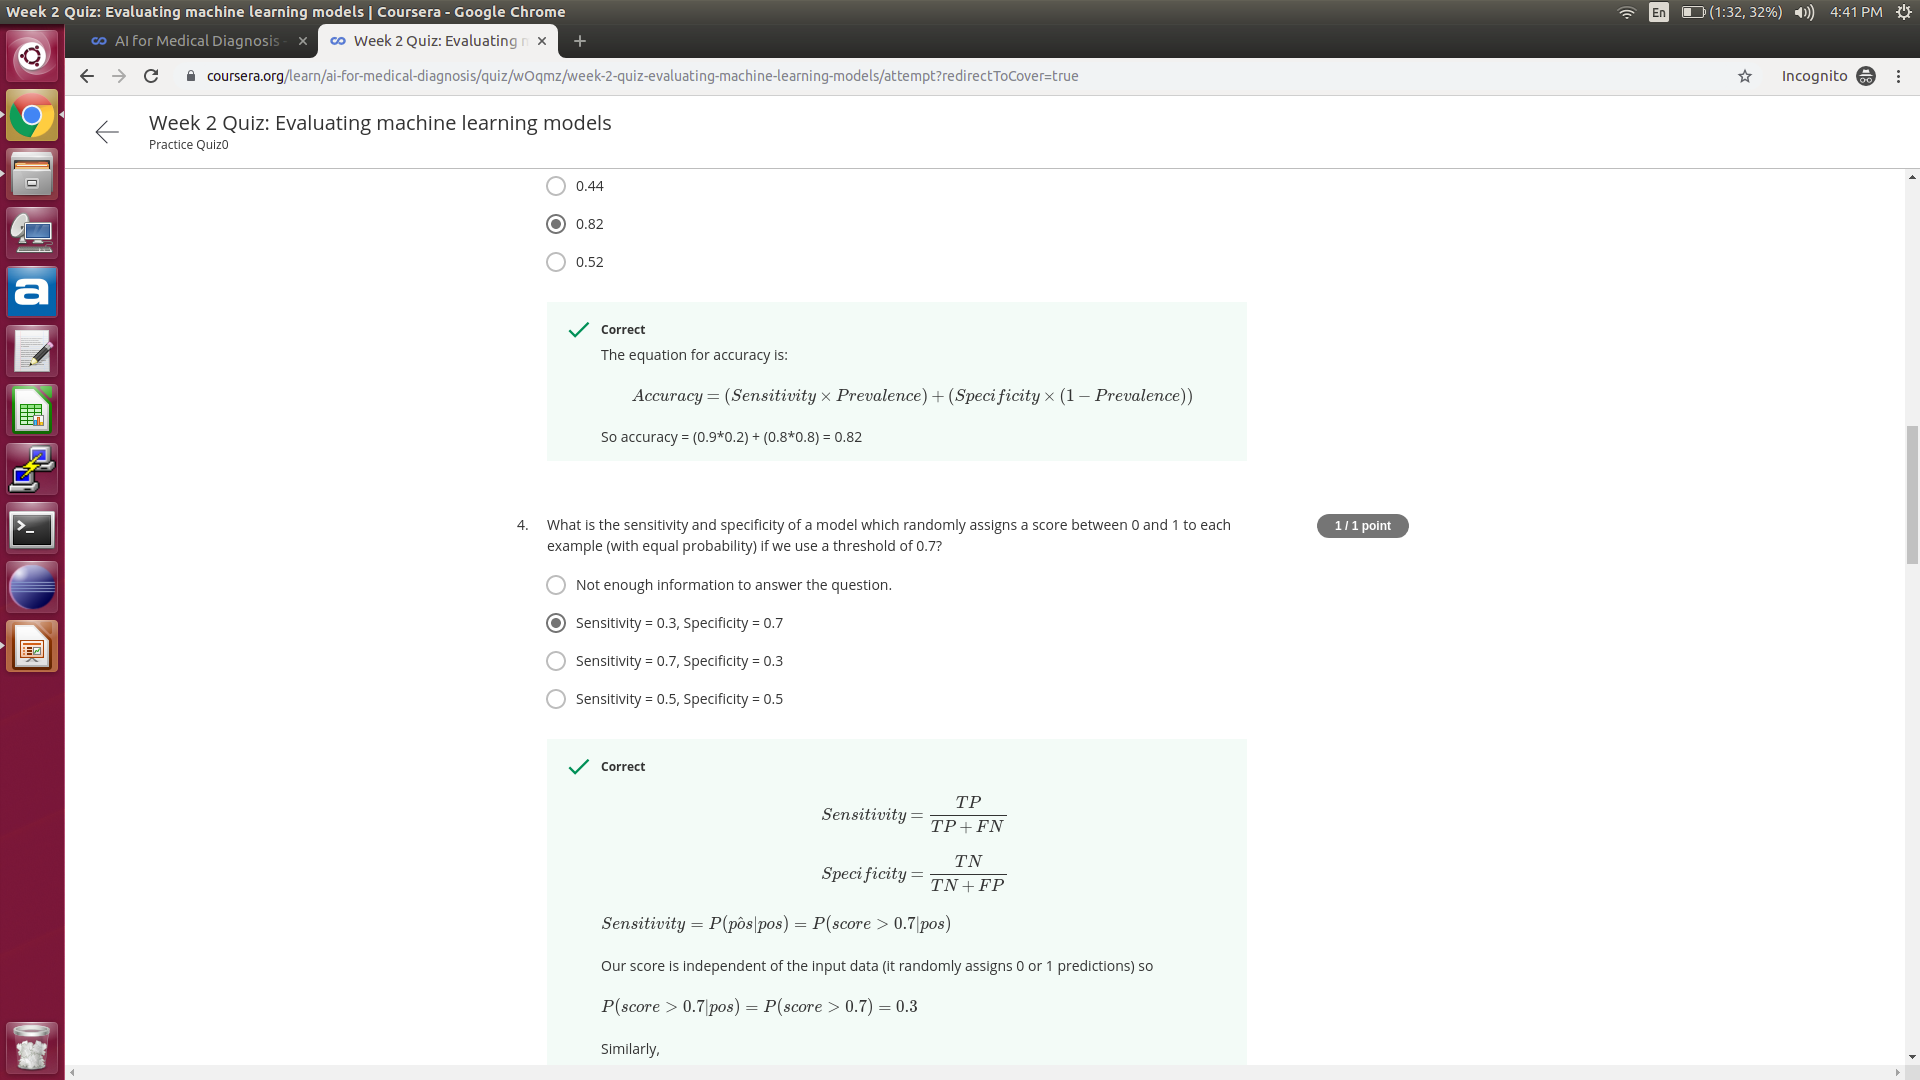 Week 2 Quiz: Evaluating machine learning models | Coursera - Google Chrome
En
(1:32, 32%)
4:41 PM
AI for Medical Diagnosis
Week 2 Quiz: Evaluating
coursera.org/learn/ai-for-medical-diagnosis/quiz/wOqmz/week-2-quiz-evaluating-machine-learning-models/attempt?redirectToCover=true
Incognito
Week 2 Quiz: Evaluating machine learning models
Practice Quiz0
0.44
0.82
0.52
Correct
The equation for accuracy is:
Accuracy = (Sensitivity × Prevalence) + (Specificity × (1 − Prevalence))
So accuracy = (0.9*0.2) + (0.8*0.8) = 0.82
4. What is the sensitivity and specificity of a model which randomly assigns a score between 0 and 1 to each
example (with equal probability) if we use a threshold of 0.7?
1 / 1 point
Not enough information to answer the question.
Sensitivity = 0.3, Specificity = 0.7
Sensitivity = 0.7, Specificity = 0.3
Sensitivity = 0.5, Specificity = 0.5
Correct
Sensitivity = TP / TP + FN
Specificity = TN / TN + FP
Sensitivity = P(pôs|pos) = P(score > 0.7|pos)
Our score is independent of the input data (it randomly assigns 0 or 1 predictions) so
P(score > 0.7|pos) = P(score > 0.7) = 0.3
Similarly,